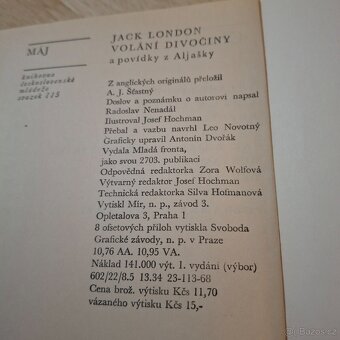 MÁJ
knihovna
československé
mládeže
svazek 115
JACK LONDON
VOLÁNÍ DIVOČINY
a povídky z Aljašky
Z anglických originálů přeložil
A. J. Šťastný
Doslov a poznámku o autorovi napsal
Radoslav Nenadál
Ilustroval Josef Hochman
Přebal a vazbu navrhl Leo Novotný
Graficky upravil Antonín Dvořák
Vydala Mladá fronta,
jako svou 2703. publikaci
Odpovědná redaktorka Zora Wolfová
Výtvarný redaktor Josef Hochman
Technická redaktorka Silva Hofmanová
Vytiskl Mír, n. p., závod 3,
Opletalova 3, Praha 1
8 ofsetových příloh vytiskla Svoboda
Grafické závody, n. p. v Praze
10,76 AA. 10,95 VA.
Náklad 141.000 výt. I. vydání (výbor)
602/22/8.5 13.34 23-113-68
Cena brož. výtisku Kčs 11,70
vázaného výtisku Kčs 15,-
bazos.cz